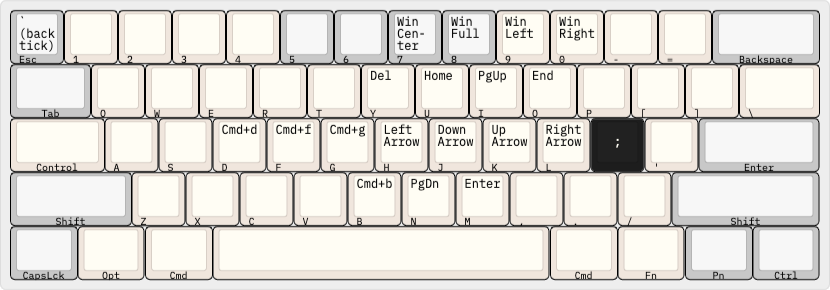 `
(back
tick)
Win
Cen-
ter
Win
Full
Win
Left
Win
Right
Esc 1 2 3 4 5 6 7 8 9 0 - = Backspace
Del Home PgUp End
Tab Q W E R T Y U I O P [ ] \
Cmd+d Cmd+f Cmd+g Left
Arrow Down
Arrow Up
Arrow Right
Arrow ;
Control A S D F G H J K L ' Enter
Cmd+b PgDn Enter
Shift Z X C V B N M , . / Shift
CapsLck Opt Cmd Cmd Fn Pn Ctrl